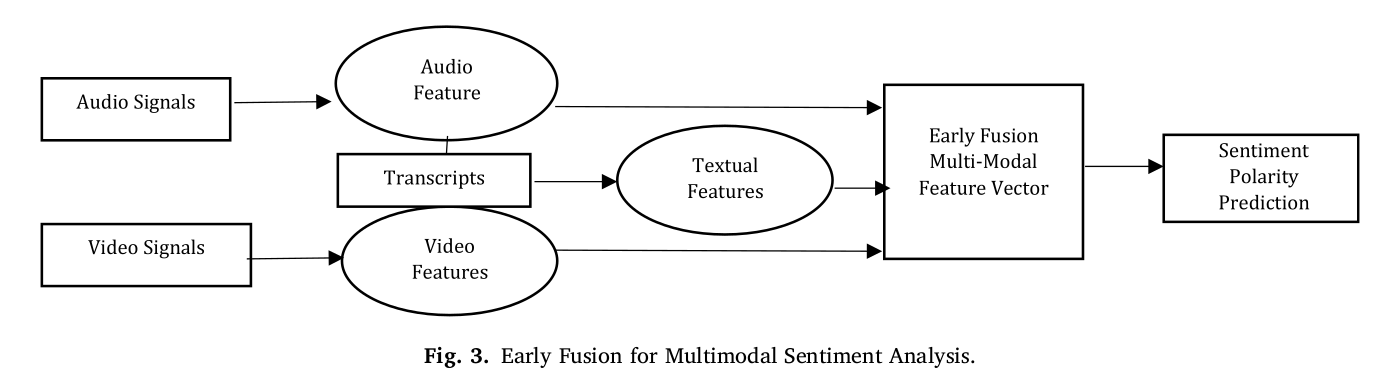 Audio Signals
Audio
Feature
Transcripts
Textual
Features
Video Signals
Video
Features
Early Fusion
Multi-Modal
Feature Vector
Sentiment
Polarity
Prediction
Fig. 3. Early Fusion for Multimodal Sentiment Analysis.